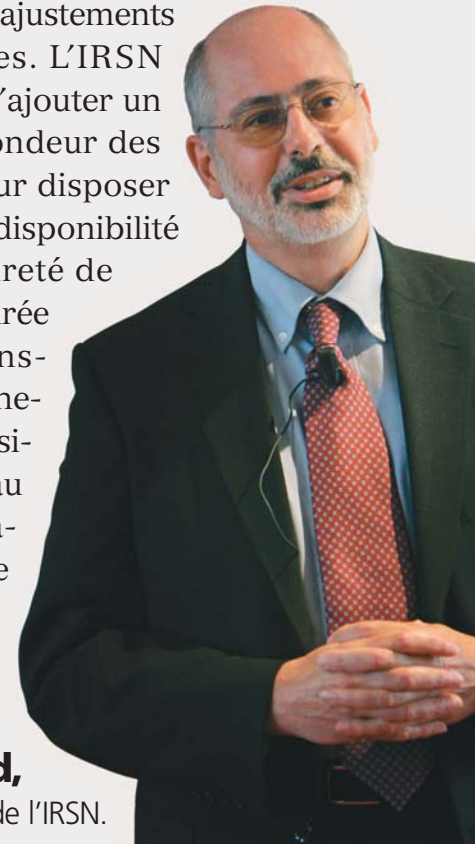 ajustements
es. L'IRSN
'ajouter un
ondeur des
ur disposer
disponibilité
reté de
rée
ns-
ne-
si-
au
a-
e
d,
de l'IRSN.